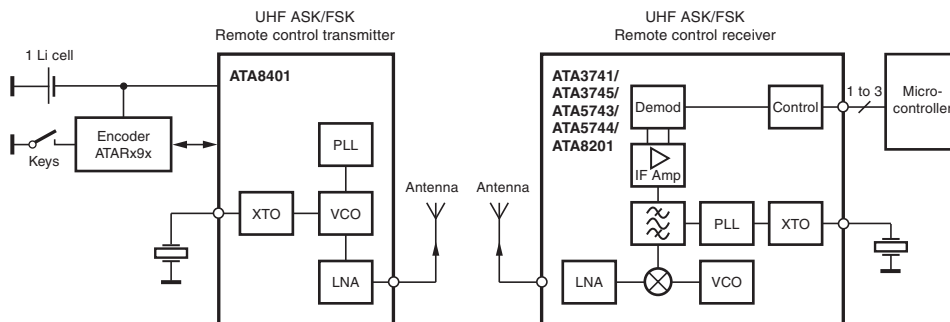 UHF ASK/FSK
Remote control transmitter
1 Li cell
ATA8401
Encoder
ATARx9x
Keys
PLL
XTO
VCO
LNA
Antenna
UHF ASK/FSK
Remote control receiver
Antenna
ATA3741/
ATA3745/
ATA5743/
ATA5744/
ATA8201
Demod
Control
1 to 3
Micro-
controller
IF Amp
PLL
XTO
LNA
VCO